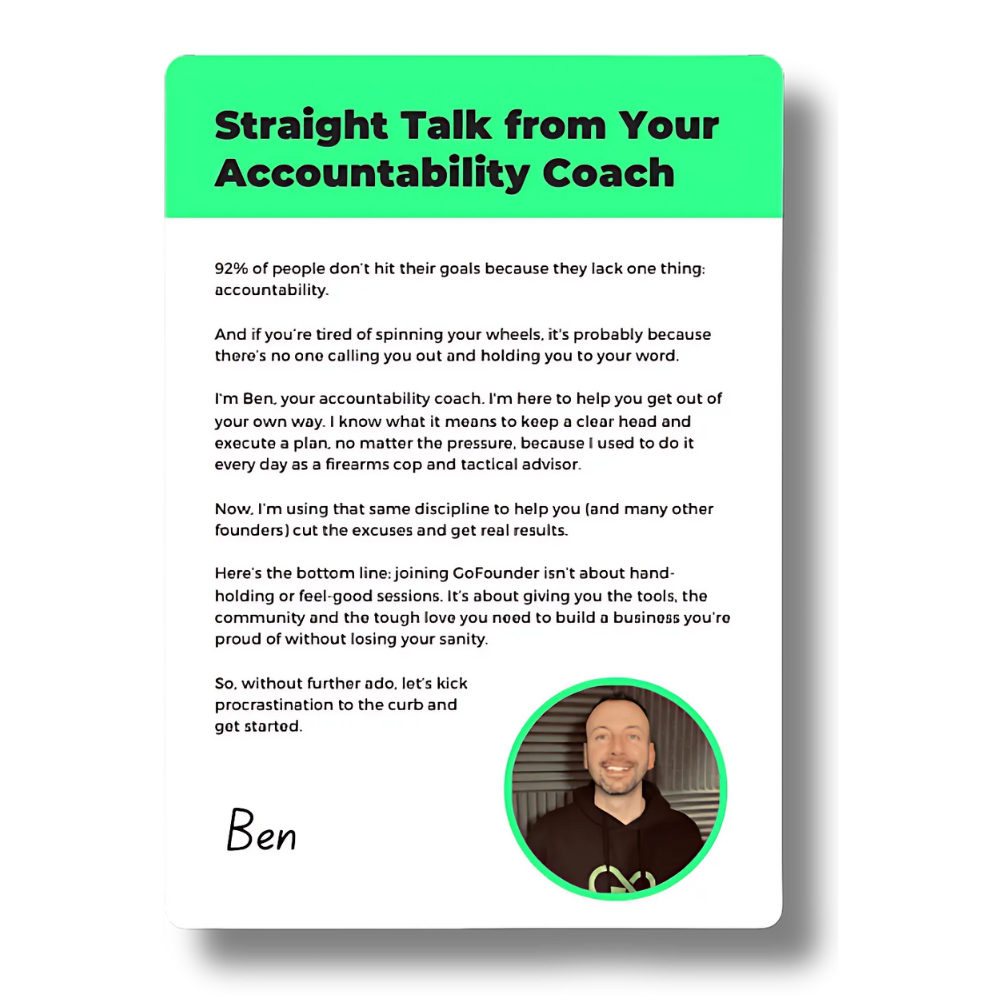 Straight Talk from Your
Accountability Coach
92% of people don't hit their goals because they lack one thing:
accountability.
And if you're tired of spinning your wheels, it's probably because
there's no one calling you out and holding you to your word.
I'm Ben, your accountability coach. I'm here to help you get out of
your own way. I know what it means to keep a clear head and
execute a plan, no matter the pressure, because I used to do it
every day as a firearms cop and tactical advisor.
Now, I'm using that same discipline to help you (and many other
founders) cut the excuses and get real results.
Here's the bottom line: joining GoFounder isn't about hand-
holding or feel-good sessions. It's about giving you the tools, the
community and the tough love you need to build a business you're
proud of without losing your sanity.
So, without further ado, let's kick
procrastination to the curb and
get started.
Ben